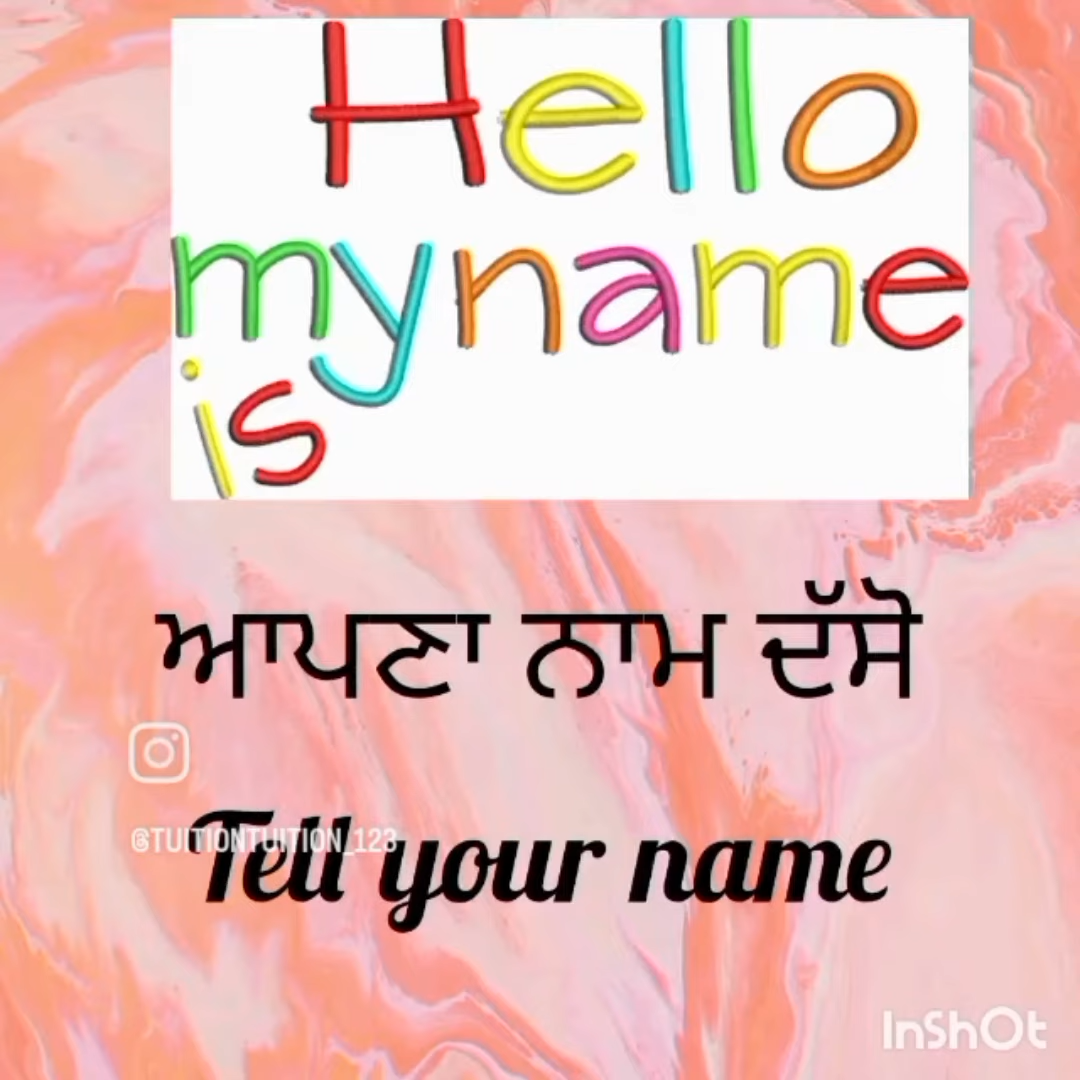 Hello
my name
is
ਆਪਣਾ ਨਾਮ ਦੱਸੋ
@TUITIONTUITION_123
Tell your name
InShOt